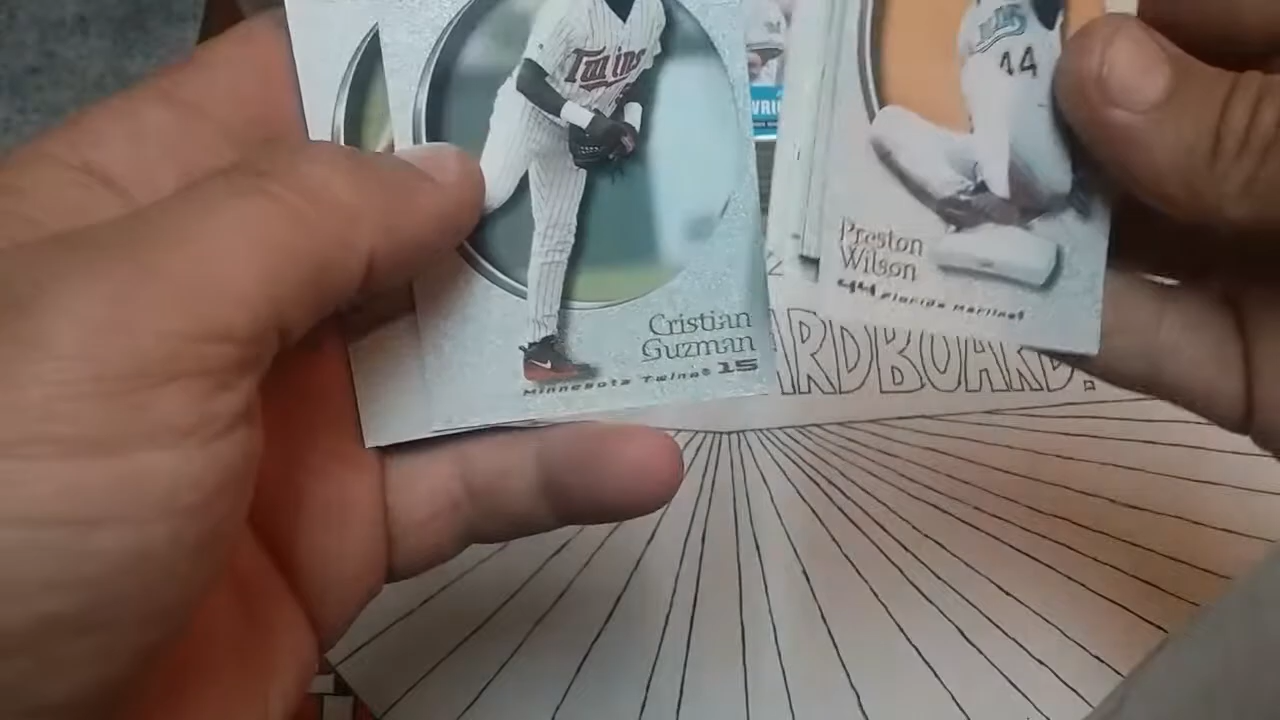 Twins
Cristian
Guzman
Minnesota Twins 15
44
Preston
Wilson
44 Florida Marlins
ARDBOARD!